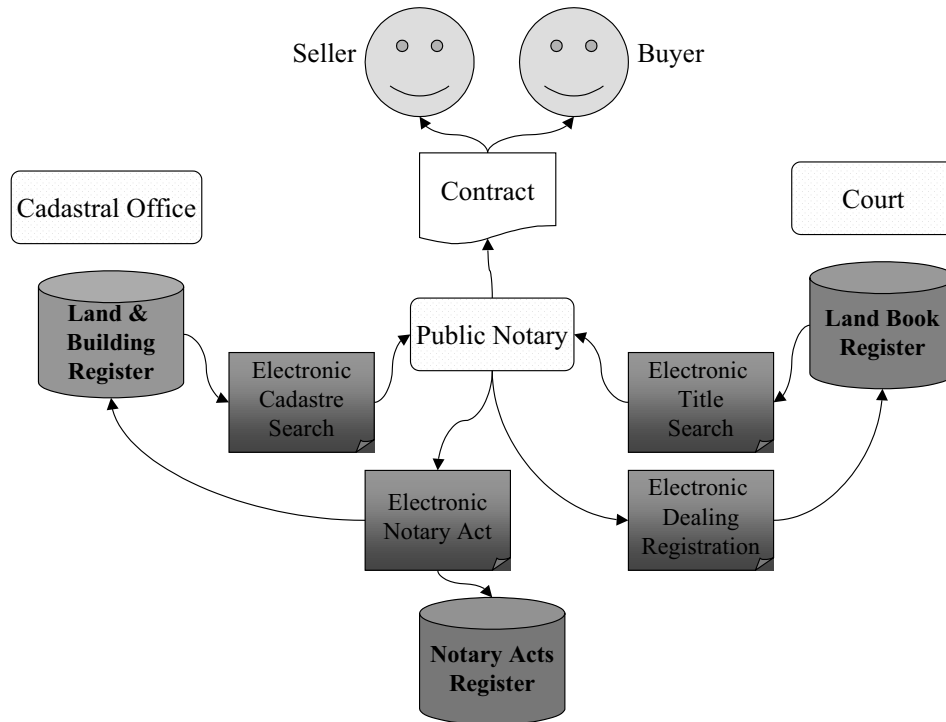 Seller
Buyer
Contract
Cadastral Office
Court
Land &
Building
Register
Public Notary
Land Book
Register
Electronic
Cadastre
Search
Electronic
Title
Search
Electronic
Notary Act
Electronic
Dealing
Registration
Notary Acts
Register